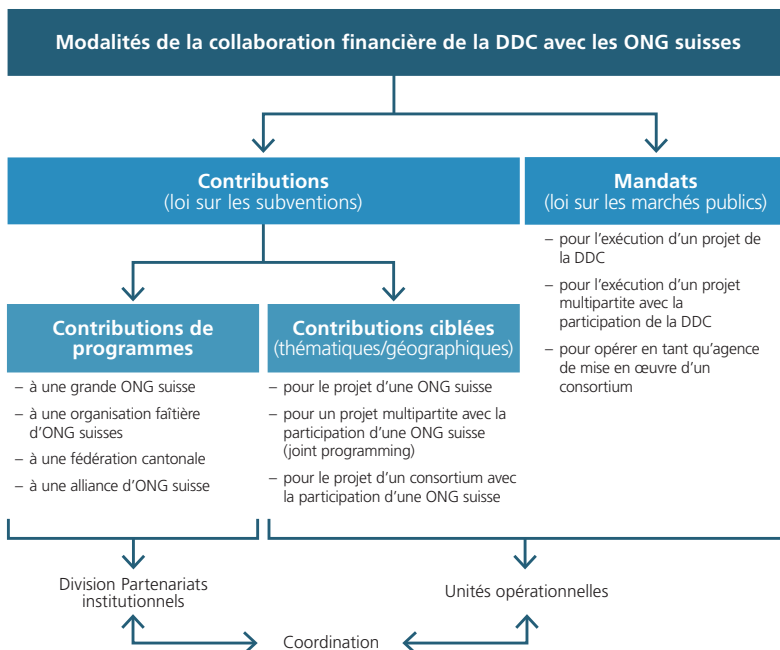 Modalités de la collaboration financière de la DDC avec les ONG suisses
Contributions
(loi sur les subventions)
Mandats
(loi sur les marchés publics)
– pour l’exécution d’un projet de
la DDC
– pour l’exécution d’un projet
multipartite avec la
participation de la DDC
– pour opérer en tant qu’agence
de mise en œuvre d’un
consortium
Contributions de
programmes
– à une grande ONG suisse
– à une organisation faîtière
d’ONG suisses
– à une fédération cantonale
– à une alliance d’ONG suisse
Contributions ciblées
(thématiques/géographiques)
– pour le projet d’une ONG suisse
– pour un projet multipartite avec la
participation d’une ONG suisse
(joint programming)
– pour le projet d’un consortium avec
la participation d’une ONG suisse
Division Partenariats
institutionnels
Unités opérationnelles
Coordination